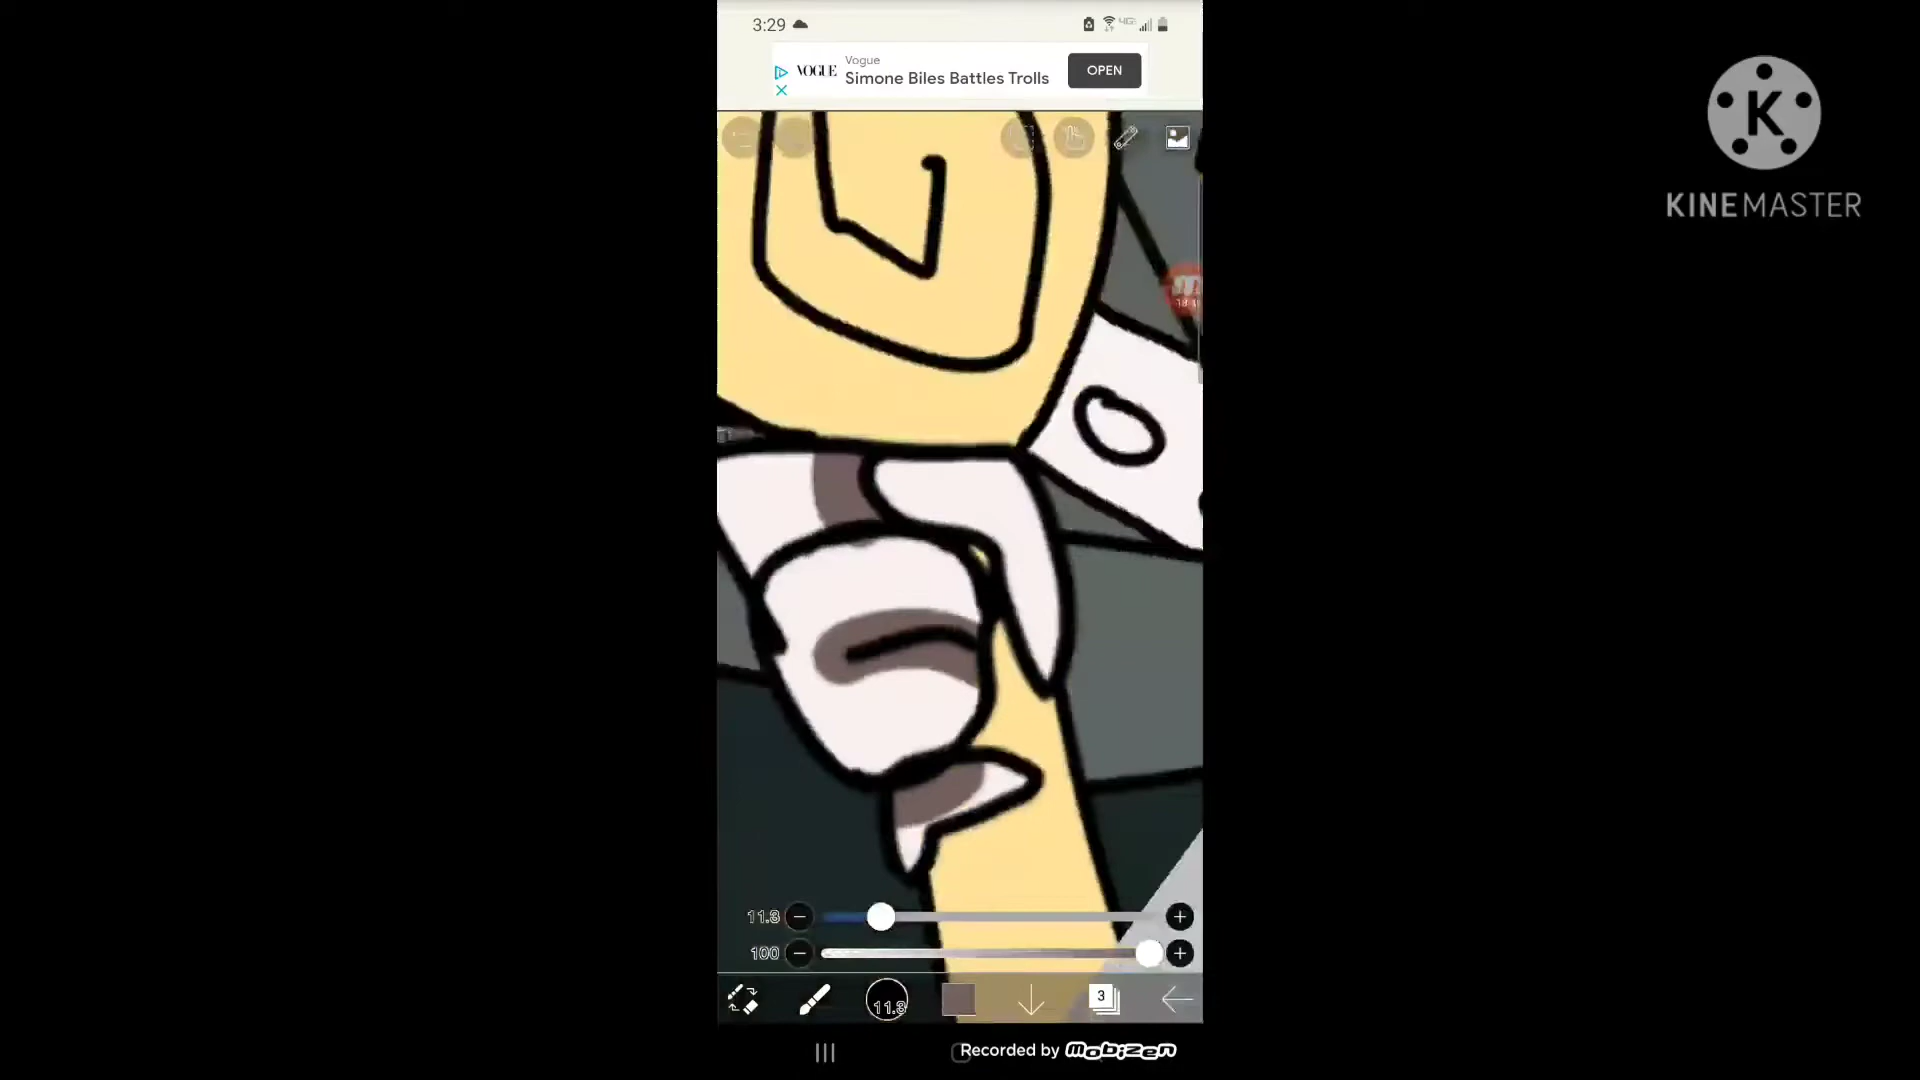 3:29
4G
K
KINEMASTER
VOGUE
Vogue
Simone Biles Battles Trolls
OPEN
11.3
100
11.3
3
Recorded by Mobizen